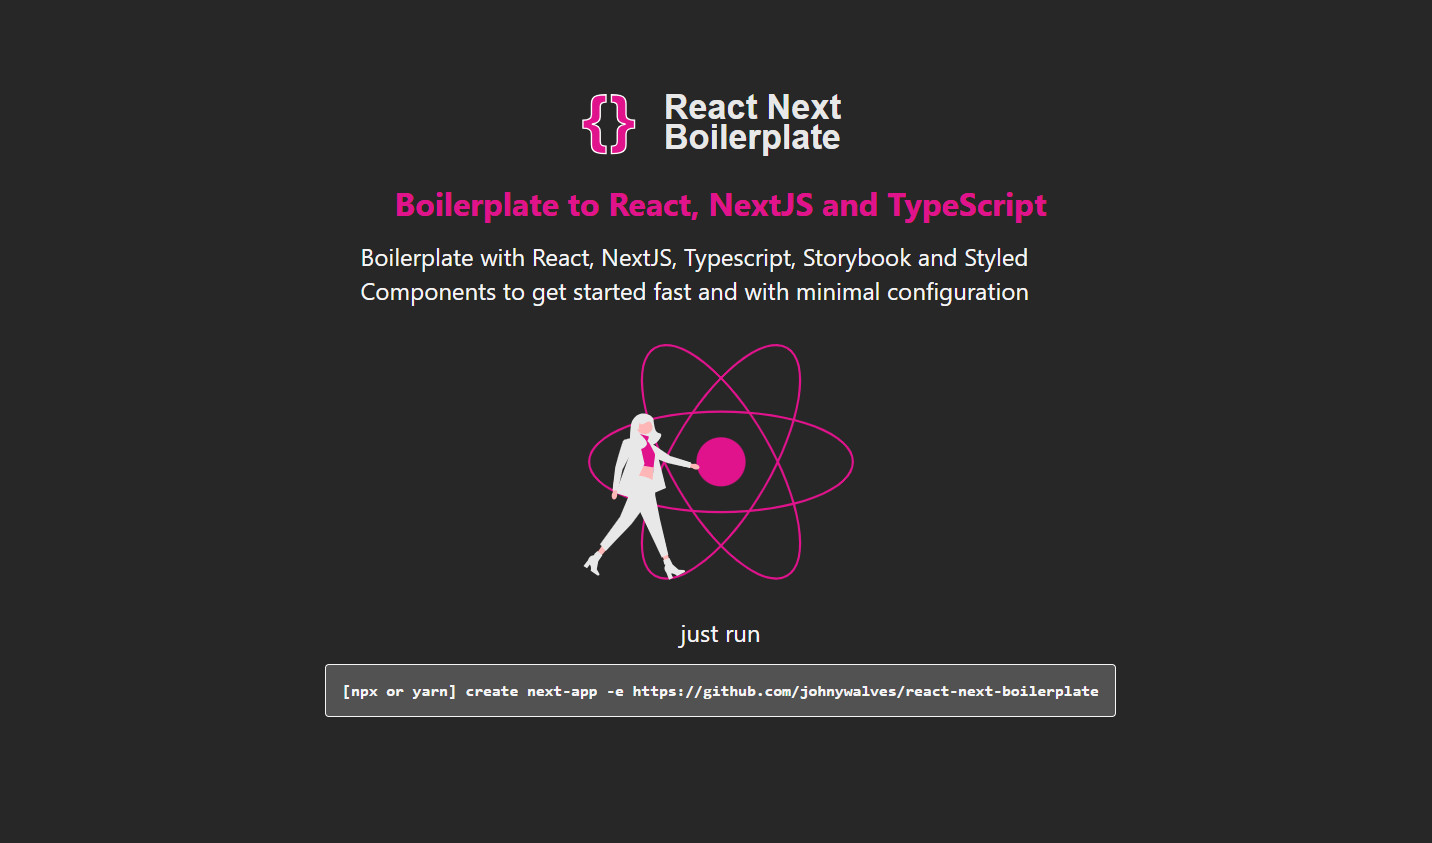 {} React Next
Boilerplate
Boilerplate to React, NextJS and TypeScript
Boilerplate with React, NextJS, Typescript, Storybook and Styled
Components to get started fast and with minimal configuration
just run
[npx or yarn] create next-app -e https://github.com/johnywalves/react-next-boilerplate